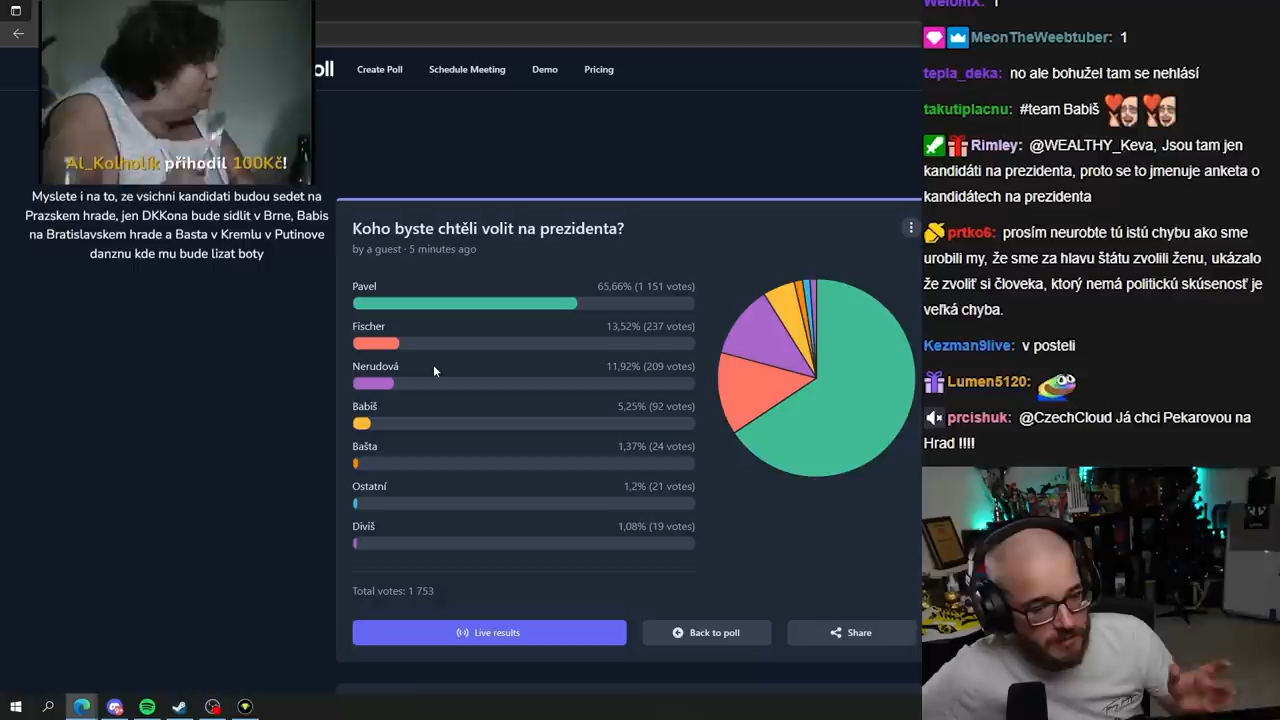 Al_Kolholík přihodil 100Kč!
Myslete i na to, ze vsichni kandidati budou sedet na
Prazskem hrade, jen DKKona bude sidlit v Brne, Babis
na Bratislavskem hrade a Basta v Kremlu v Putinove
danznu kde mu bude lizat boty
oll
Create Poll
Schedule Meeting
Demo
Pricing
Koho byste chtěli volit na prezidenta?
by a guest · 5 minutes ago
Pavel
65,66% (1 151 votes)
Fischer
13,52% (237 votes)
Nerudová
11,92% (209 votes)
Babiš
5,25% (92 votes)
Bašta
1,37% (24 votes)
Ostatní
1,2% (21 votes)
Diviš
1,08% (19 votes)
Total votes: 1 753
Live results
Back to poll
Share
WelomX: 1
MeonTheWeebtuber: 1
tepla_deka: no ale bohužel tam se nehlásí
takutiplacnu: #team Babiš
Rimley: @WEALTHY_Keva, Jsou tam jen
kandidáti na prezidenta, proto se to jmenuje anketa o
kandidátech na prezidenta
prtko6: prosím neurobte tú istú chybu ako sme
urobili my, že sme za hlavu štátu zvolili ženu, ukázalo
že zvoliť si človeka, ktorý nemá politickú skúsenosť je
veľká chyba.
Kezman9live: v posteli
Lumen5120:
prcishuk: @CzechCloud Já chci Pekarovou na
Hrad !!!!